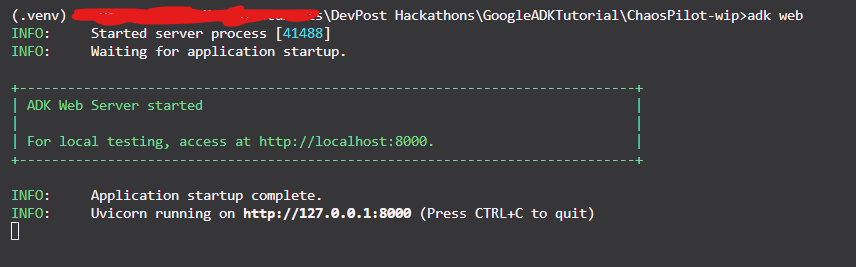 (.venv) \DevPost Hackathons\GoogleADKTutorial\ChaosPilot-wip>adk web
INFO: Started server process [41488]
INFO: Waiting for application startup.
+-----------------------------------------------------------------------------+
| ADK Web Server started |
| |
| For local testing, access at http://localhost:8000. |
+-----------------------------------------------------------------------------+
INFO: Application startup complete.
INFO: Uvicorn running on http://127.0.0.1:8000 (Press CTRL+C to quit)